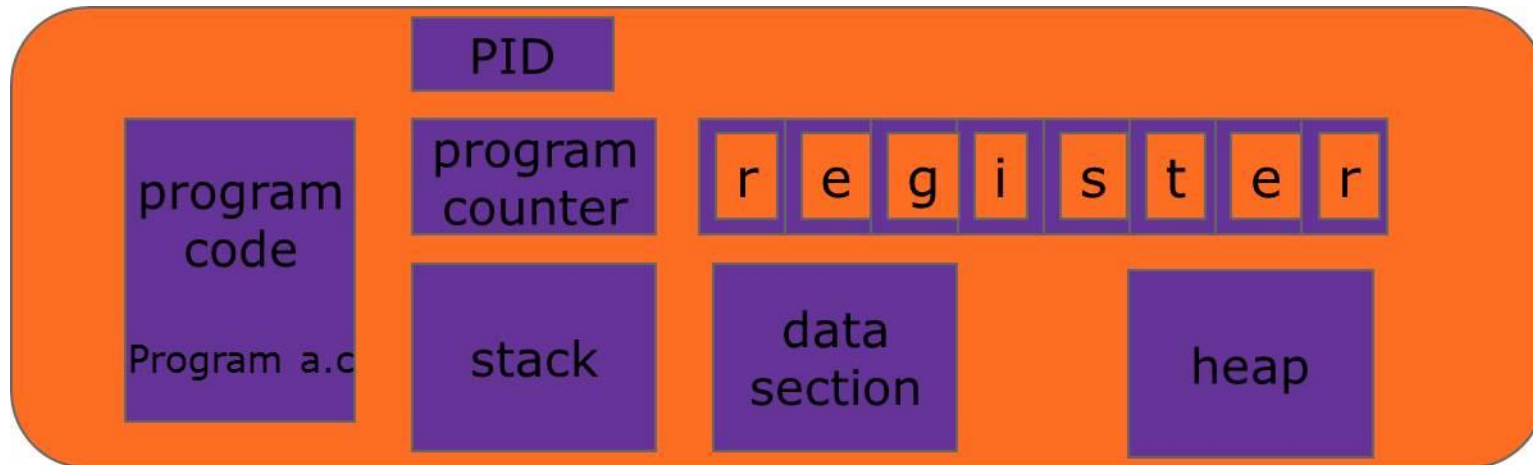 PID
program
code
Program a.c
program
counter
r e g i s t e r
stack
data
section
heap